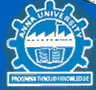 ANNA UNIVERSITY
PROGRESS THROUGH KNOWLEDGE